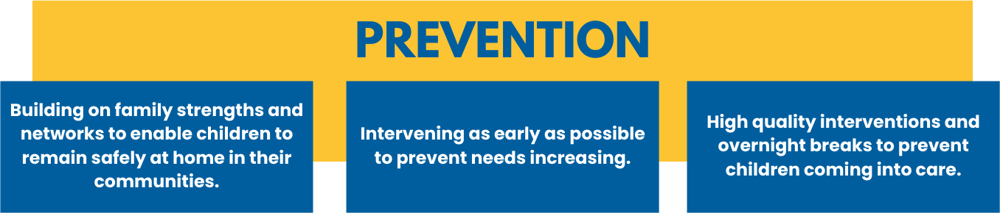 PREVENTION
Building on family strengths and
networks to enable children to
remain safely at home in their
communities.
Intervening as early as possible
to prevent needs increasing.
High quality interventions and
overnight breaks to prevent
children coming into care.